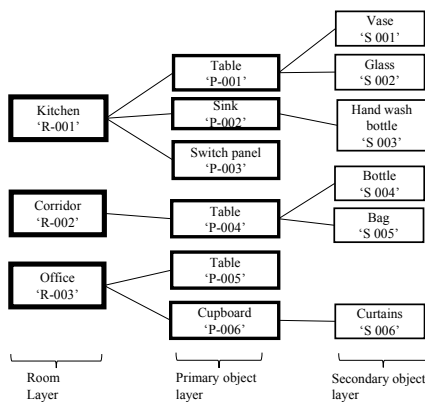 Kitchen
‘R-001’
Corridor
‘R-002’
Office
‘R-003’
Table
‘P-001’
Sink
‘P-002’
Switch panel
‘P-003’
Table
‘P-004’
Table
‘P-005’
Cupboard
‘P-006’
Vase
‘S 001’
Glass
‘S 002’
Hand wash
bottle
‘S 003’
Bottle
‘S 004’
Bag
‘S 005’
Curtains
‘S 006’
Room
Layer
Primary object
layer
Secondary object
layer